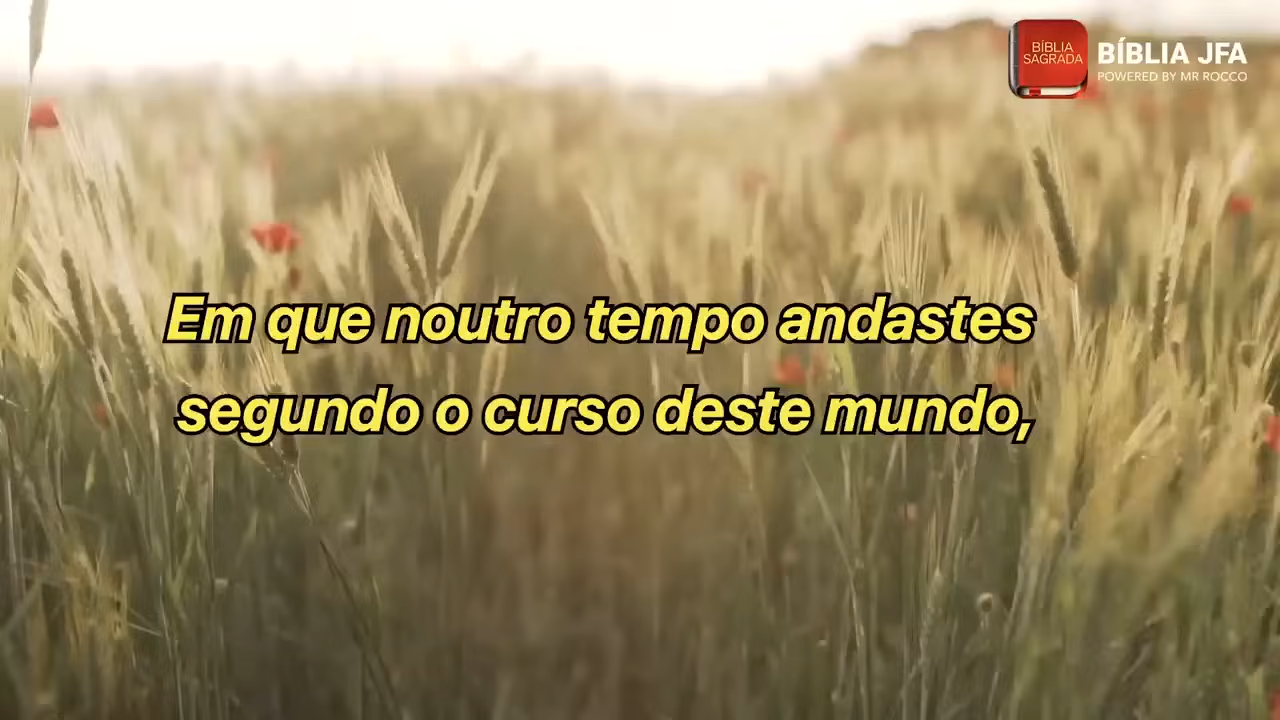 BÍBLIA
SAGRADA
BÍBLIA JFA
POWERED BY MR ROCCO
Em que noutro tempo andastes
segundo o curso deste mundo,